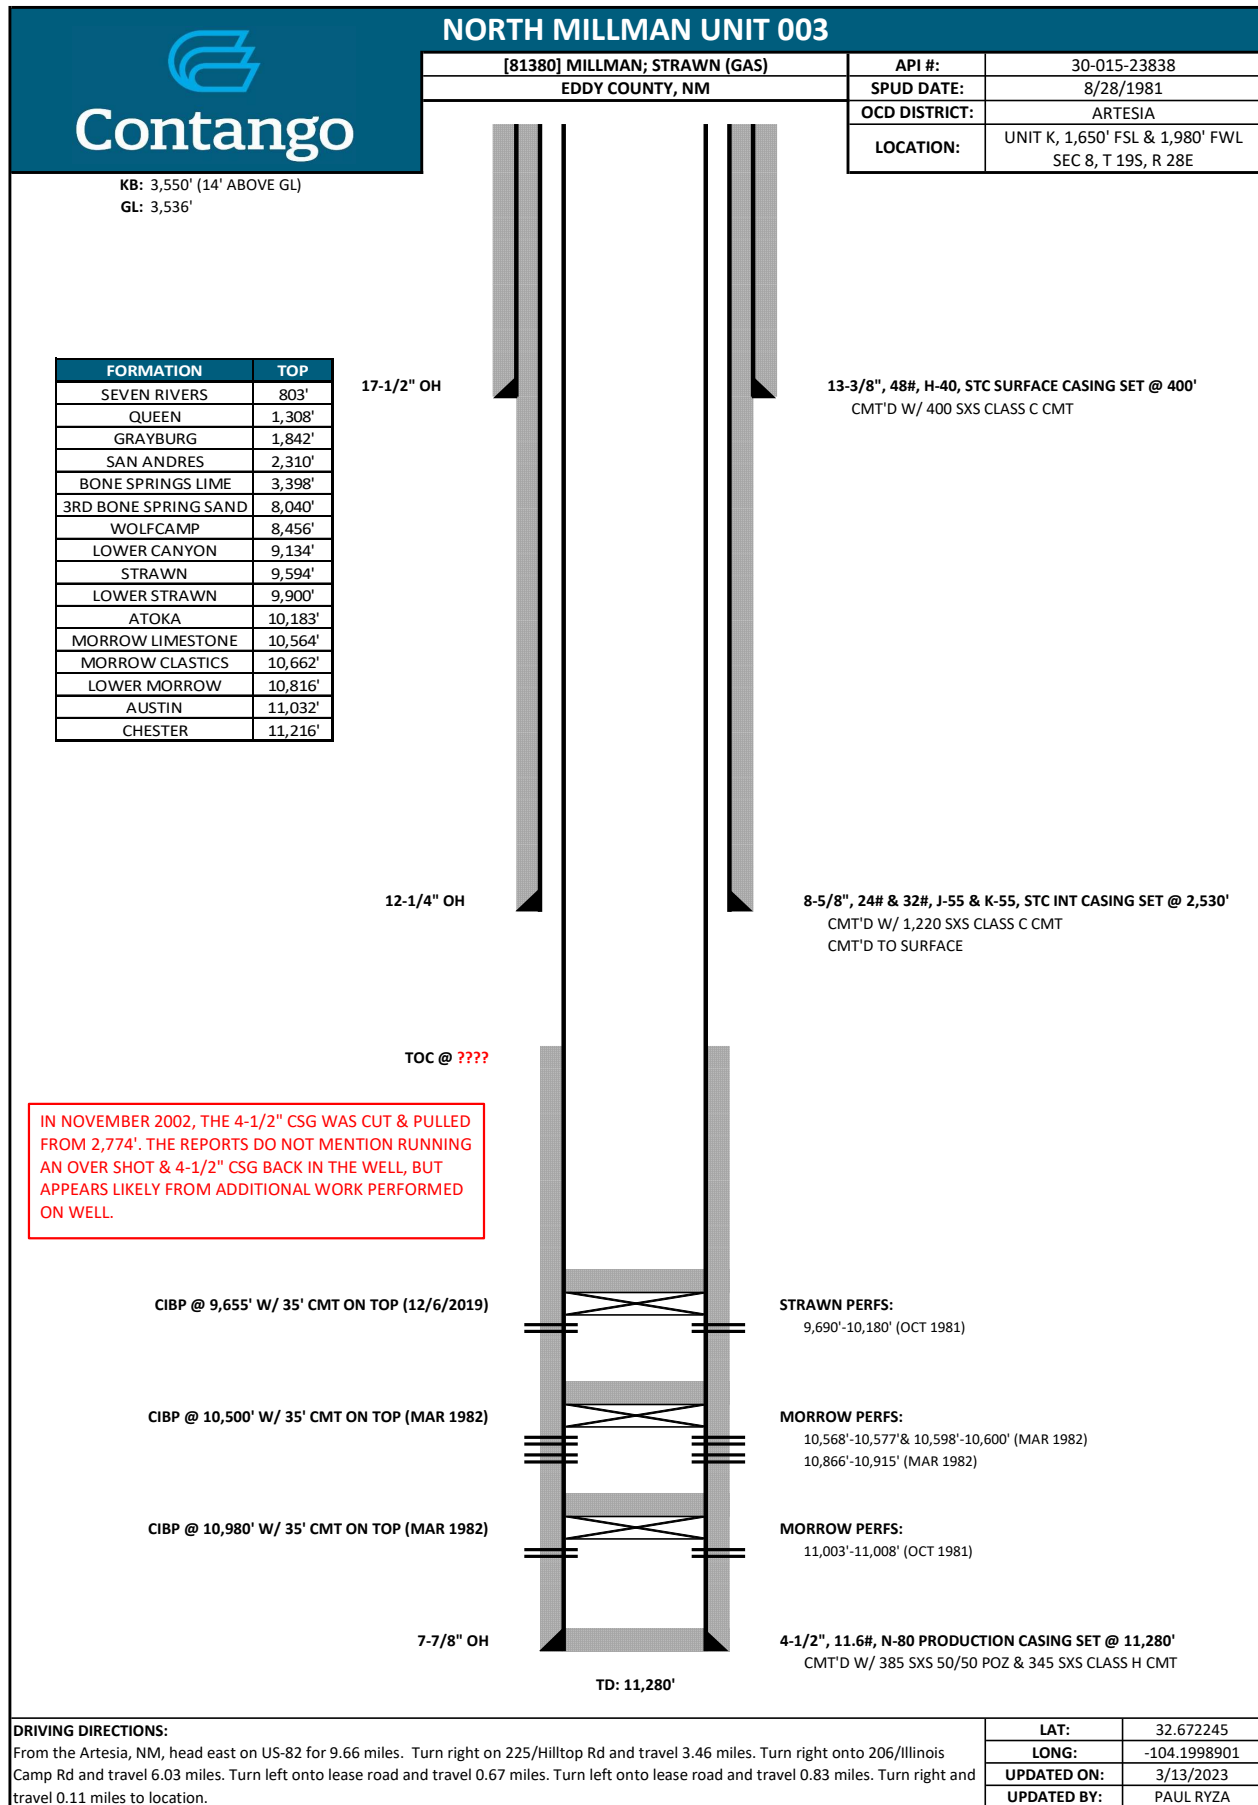 NORTH MILLMAN UNIT 003
Contango
[81380] MILLMAN; STRAWN (GAS)
EDDY COUNTY, NM
API #: 30-015-23838
SPUD DATE: 8/28/1981
OCD DISTRICT: ARTESIA
LOCATION: UNIT K, 1,650' FSL & 1,980' FWL
SEC 8, T 19S, R 28E
KB: 3,550' (14' ABOVE GL)
GL: 3,536'
FORMATION TOP
SEVEN RIVERS 803'
QUEEN 1,308'
GRAYBURG 1,842'
SAN ANDRES 2,310'
BONE SPRINGS LIME 3,398'
3RD BONE SPRING SAND 8,040'
WOLFCAMP 8,456'
LOWER CANYON 9,134'
STRAWN 9,594'
LOWER STRAWN 9,900'
ATOKA 10,183'
MORROW LIMESTONE 10,564'
MORROW CLASTICS 10,662'
LOWER MORROW 10,816'
AUSTIN 11,032'
CHESTER 11,216'
17-1/2" OH
13-3/8", 48#, H-40, STC SURFACE CASING SET @ 400'
CMT'D W/ 400 SXS CLASS C CMT
12-1/4" OH
8-5/8", 24# & 32#, J-55 & K-55, STC INT CASING SET @ 2,530'
CMT'D W/ 1,220 SXS CLASS C CMT
CMT'D TO SURFACE
TOC @ ????
IN NOVEMBER 2002, THE 4-1/2" CSG WAS CUT & PULLED
FROM 2,774'. THE REPORTS DO NOT MENTION RUNNING
AN OVER SHOT & 4-1/2" CSG BACK IN THE WELL, BUT
APPEARS LIKELY FROM ADDITIONAL WORK PERFORMED
ON WELL.
CIBP @ 9,655' W/ 35' CMT ON TOP (12/6/2019)
STRAWN PERFS:
9,690'-10,180' (OCT 1981)
CIBP @ 10,500' W/ 35' CMT ON TOP (MAR 1982)
MORROW PERFS:
10,568'-10,577'& 10,598'-10,600' (MAR 1982)
10,866'-10,915' (MAR 1982)
CIBP @ 10,980' W/ 35' CMT ON TOP (MAR 1982)
MORROW PERFS:
11,003'-11,008' (OCT 1981)
7-7/8" OH
4-1/2", 11.6#, N-80 PRODUCTION CASING SET @ 11,280'
CMT'D W/ 385 SXS 50/50 POZ & 345 SXS CLASS H CMT
TD: 11,280'
DRIVING DIRECTIONS:
From the Artesia, NM, head east on US-82 for 9.66 miles.  Turn right on 225/Hilltop Rd and travel 3.46 miles. Turn right onto 206/Illinois
Camp Rd and travel 6.03 miles. Turn left onto lease road and travel 0.67 miles. Turn left onto lease road and travel 0.83 miles. Turn right and
travel 0.11 miles to location.
LAT: 32.672245
LONG: -104.1998901
UPDATED ON: 3/13/2023
UPDATED BY: PAUL RYZA